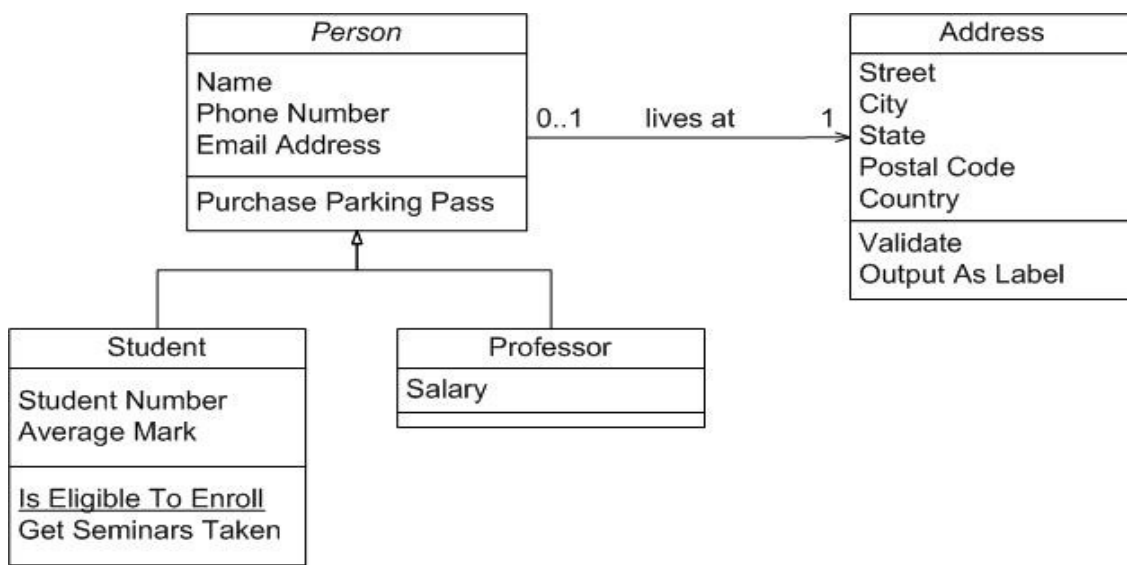 Person
Name
Phone Number
Email Address
Purchase Parking Pass
0..1 lives at 1
Address
Street
City
State
Postal Code
Country
Validate
Output As Label
Student
Student Number
Average Mark
Is Eligible To Enroll
Get Seminars Taken
Professor
Salary